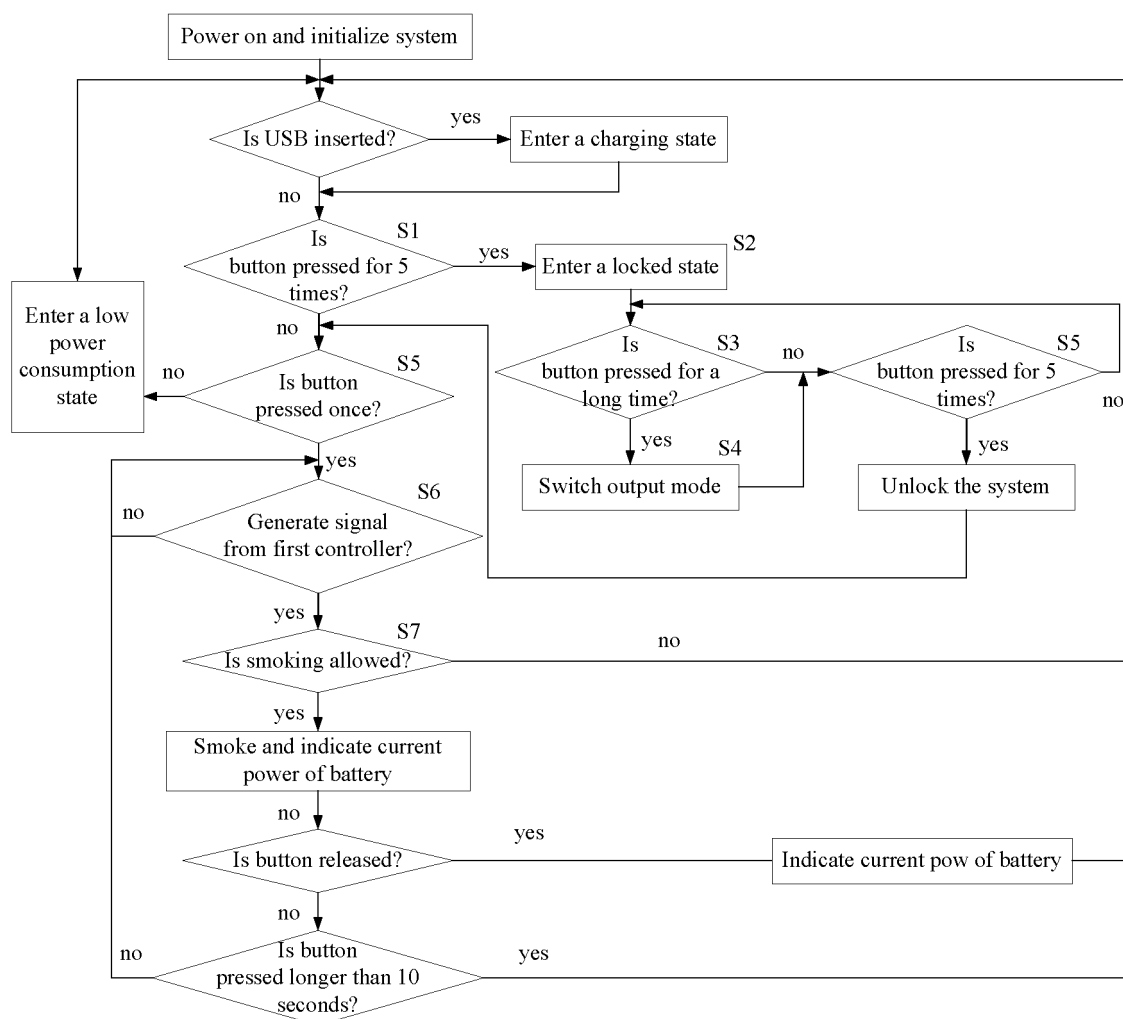 Power on and initialize system
yes
Is USB inserted?
Enter a charging state
no
S1
S2
Is
button pressed for 5
times?
yes
Enter a locked state
no
Enter a low
power
consumption
state
S3
Is
button pressed for a
long time?
no
S5
Is
button pressed for 5
times?
no
S5
no
Is button
pressed once?
yes
S4
yes
yes
Switch output mode
Unlock the system
S6
no
Generate signal
from first controller?
yes
S7
no
Is smoking allowed?
yes
Smoke and indicate current
power of battery
no
yes
Is button released?
Indicate current pow of battery
no
no
Is button
pressed longer than 10
seconds?
yes